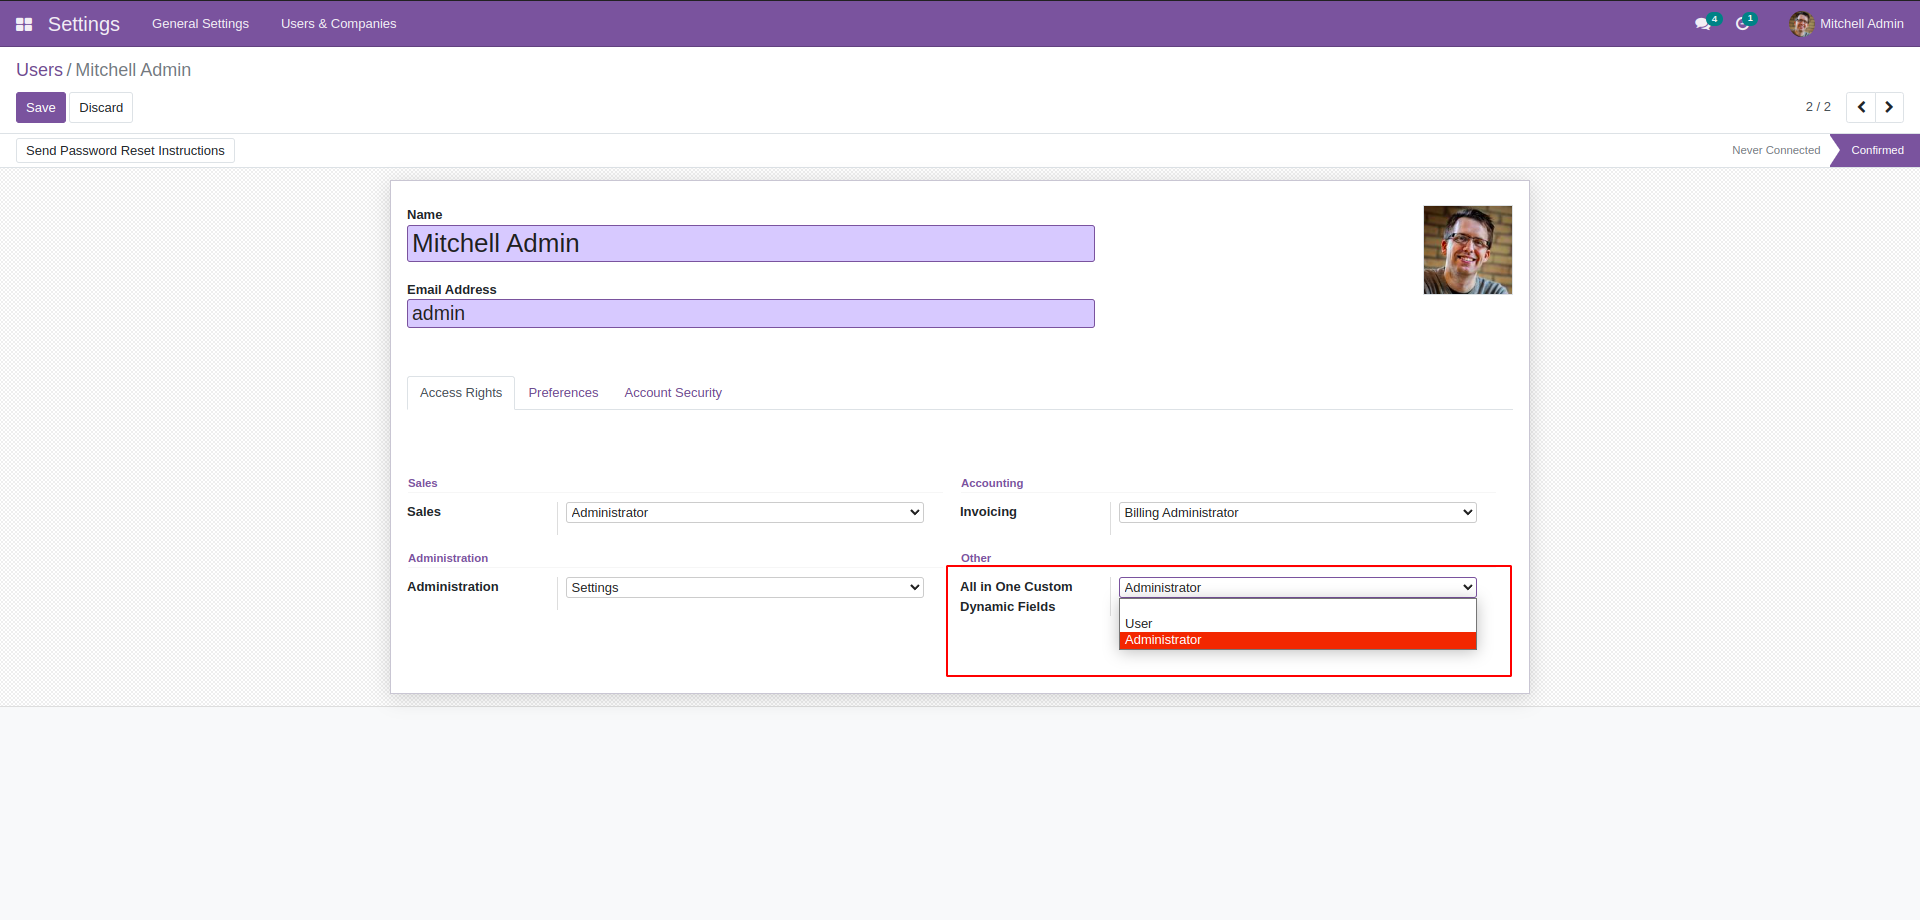 Settings
General Settings
Users & Companies
4
1
Mitchell Admin
Users / Mitchell Admin
Save
Discard
2 / 2
Send Password Reset Instructions
Never Connected
Confirmed
Name
Mitchell Admin
Email Address
admin
Access Rights
Preferences
Account Security
Sales
Sales
Administrator
Accounting
Invoicing
Billing Administrator
Administration
Administration
Settings
Other
All in One Custom
Dynamic Fields
Administrator
User
Administrator